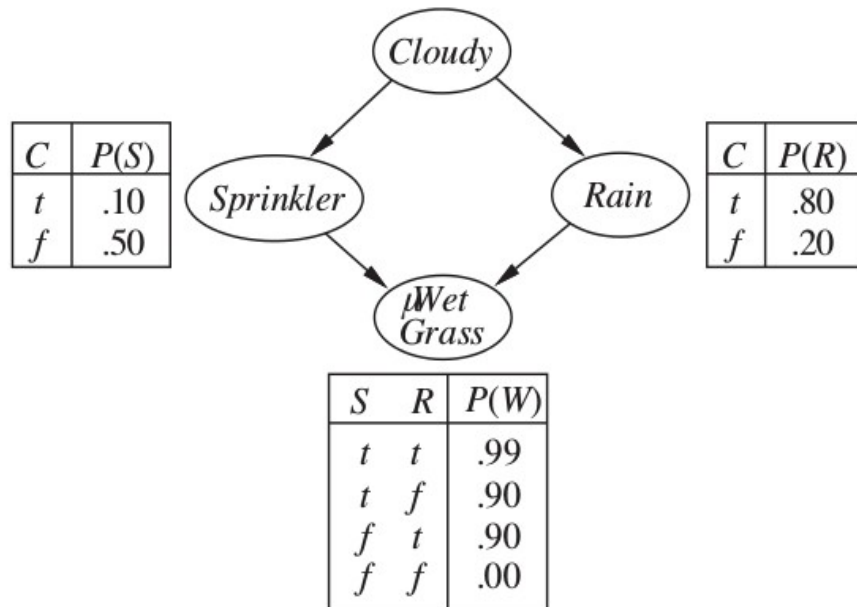 Cloudy
C P(S)
t .10
f .50
Sprinkler
Rain
C P(R)
t .80
f .20
Wet
Grass
S R P(W)
t t .99
t f .90
f t .90
f f .00